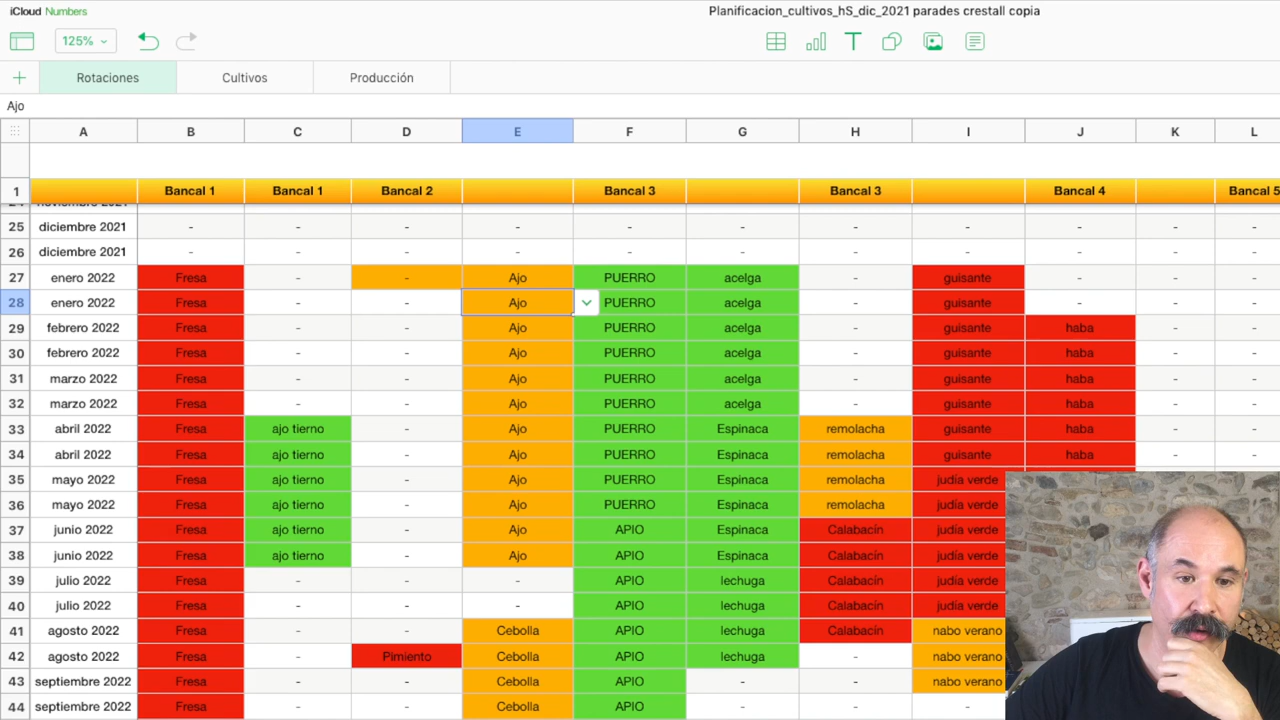 iCloud Numbers
Planificacion_cultivos_hS_dic_2021 parades crestall copia
125%
Rotaciones Cultivos Producción
Ajo
A B C D E F G H I J K L
1 Bancal 1 Bancal 1 Bancal 2 Bancal 3 Bancal 3 Bancal 4 Bancal 5
24 noviembre 2021
25 diciembre 2021 - - - - - - - - - - -
26 diciembre 2021 - - - - - - - - - - -
27 enero 2022 Fresa - - Ajo PUERRO acelga - guisante - - -
28 enero 2022 Fresa - - Ajo PUERRO acelga - guisante - - -
29 febrero 2022 Fresa - - Ajo PUERRO acelga - guisante haba - -
30 febrero 2022 Fresa - - Ajo PUERRO acelga - guisante haba - -
31 marzo 2022 Fresa - - Ajo PUERRO acelga - guisante haba - -
32 marzo 2022 Fresa - - Ajo PUERRO acelga - guisante haba - -
33 abril 2022 Fresa ajo tierno - Ajo PUERRO Espinaca remolacha guisante haba - -
34 abril 2022 Fresa ajo tierno - Ajo PUERRO Espinaca remolacha guisante haba - -
35 mayo 2022 Fresa ajo tierno - Ajo PUERRO Espinaca remolacha judía verde
36 mayo 2022 Fresa ajo tierno - Ajo PUERRO Espinaca remolacha judía verde
37 junio 2022 Fresa ajo tierno - Ajo APIO Espinaca Calabacín judía verde
38 junio 2022 Fresa ajo tierno - Ajo APIO Espinaca Calabacín judía verde
39 julio 2022 Fresa - - - APIO lechuga Calabacín judía verde
40 julio 2022 Fresa - - - APIO lechuga Calabacín judía verde
41 agosto 2022 Fresa - - Cebolla APIO lechuga Calabacín nabo verano
42 agosto 2022 Fresa - Pimiento Cebolla APIO lechuga - nabo verano
43 septiembre 2022 Fresa - - Cebolla APIO - - nabo verano
44 septiembre 2022 Fresa - - Cebolla APIO - - -